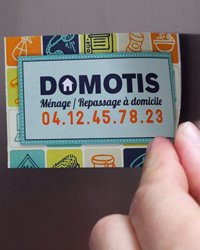 DOMOTIS
Ménage / Repassage à domicile
04.12.45.78.23